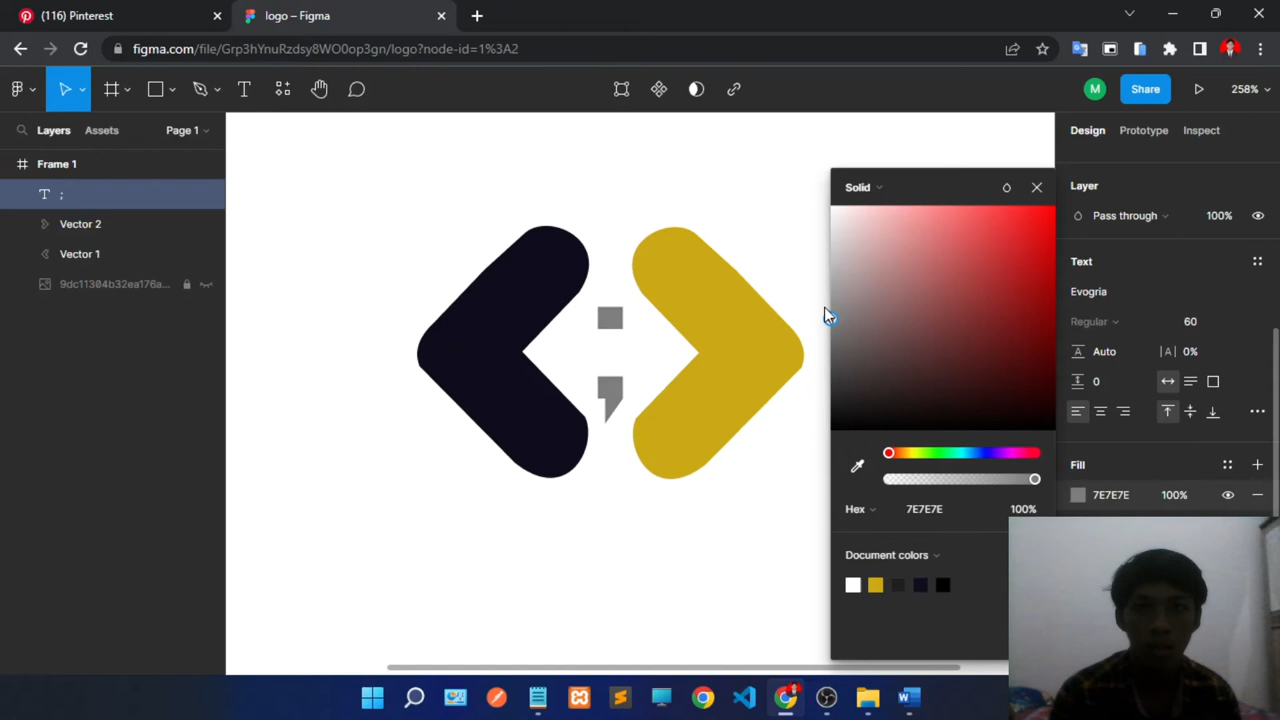 (116) Pinterest
logo – Figma
figma.com/file/Grp3hYnuRzdsy8WO0op3gn/logo?node-id=1%3A2
Share
258%
Layers
Assets
Page 1
Design
Prototype
Inspect
Frame 1
;
Vector 2
Vector 1
9dc11304b32ea176a...
;
Solid
Hex
7E7E7E
100%
Document colors
Layer
Pass through
100%
Text
Evogria
Regular
60
Auto
0%
0
Fill
7E7E7E
100%
M